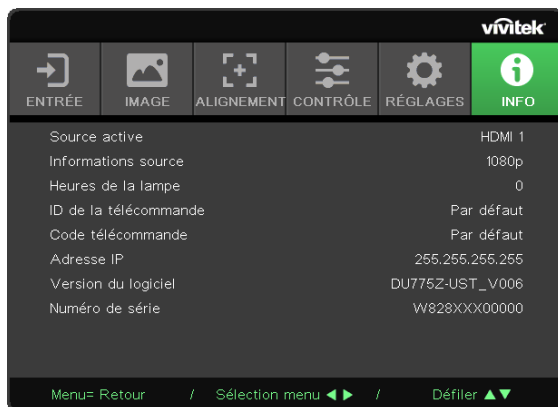 vivitek
ENTRÉE IMAGE ALIGNEMENT CONTRÔLE RÉGLAGES INFO
Source active HDMI 1
Informations source 1080p
Heures de la lampe 0
ID de la télécommande Par défaut
Code télécommande Par défaut
Adresse IP 255.255.255.255
Version du logiciel DU775Z-UST_V006
Numéro de série W828XXX00000
Menu= Retour / Sélection menu ◀ ▶ / Défiler ▲▼